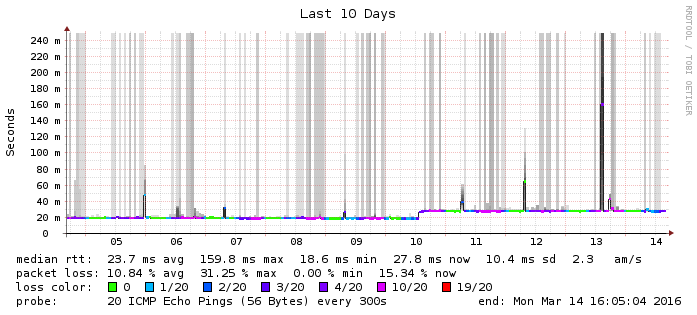 Last 10 Days
RRDTOOL / TOBI OETIKER
Seconds
240 m
220 m
200 m
180 m
160 m
140 m
120 m
100 m
80 m
60 m
40 m
20 m
0
05 06 07 08 09 10 11 12 13 14
median rtt: 23.7 ms avg 159.8 ms max 18.6 ms min 27.8 ms now 10.4 ms sd 2.3 am/s
packet loss: 10.84 % avg 31.25 % max 0.00 % min 15.34 % now
loss color: 0 1/20 2/20 3/20 4/20 10/20 19/20
probe: 20 ICMP Echo Pings (56 Bytes) every 300s end: Mon Mar 14 16:05:04 2016